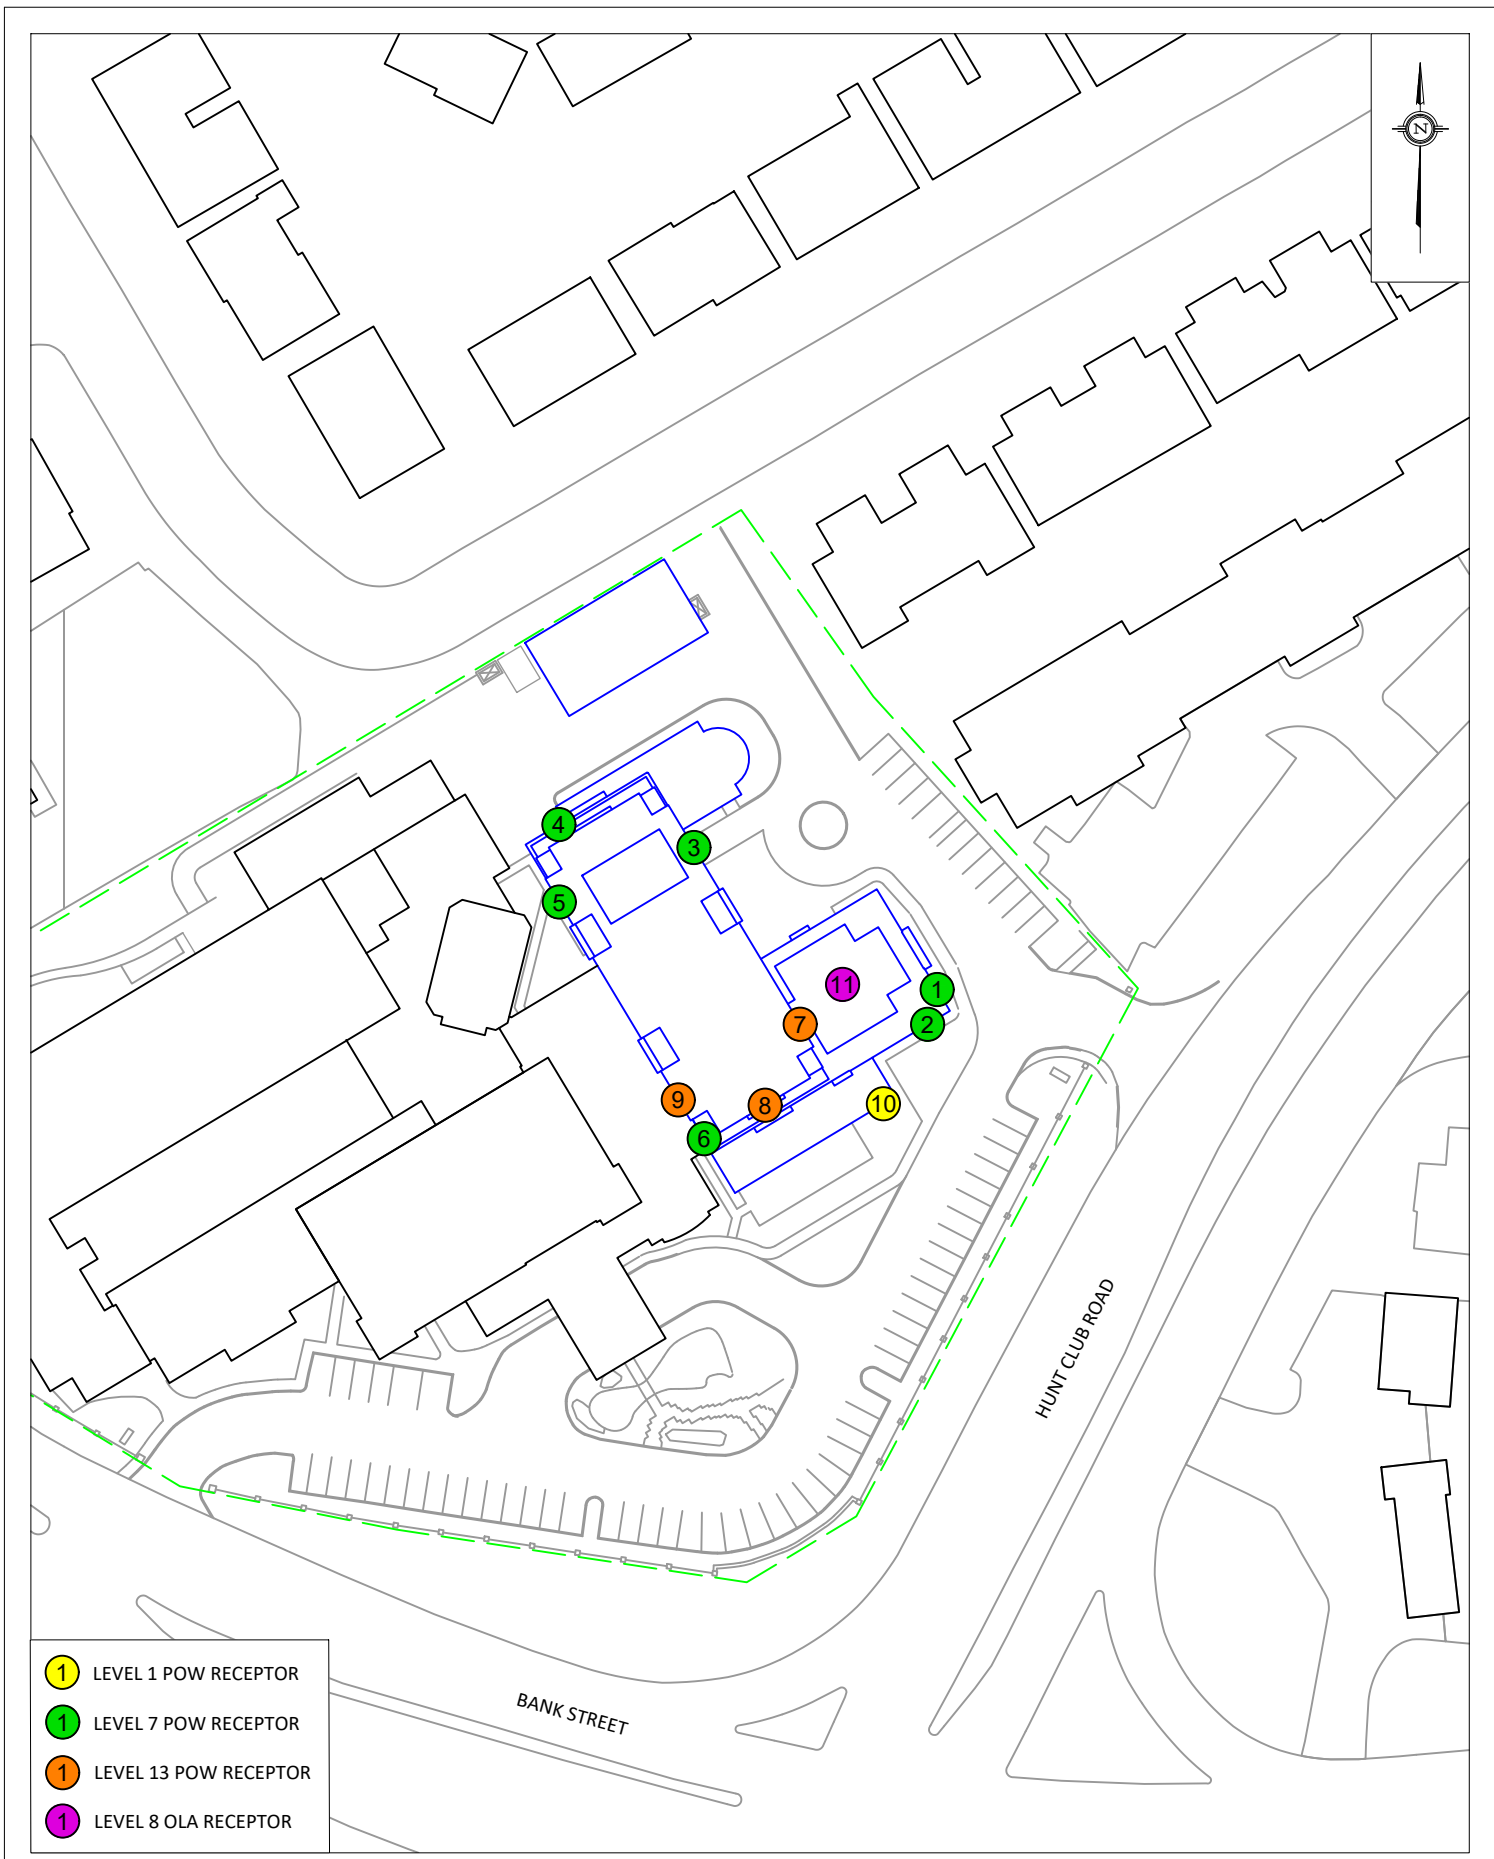 N
4
3
5
11
1
2
7
9
8
10
6
HUNT CLUB ROAD
BANK STREET
1 LEVEL 1 POW RECEPTOR
1 LEVEL 7 POW RECEPTOR
1 LEVEL 13 POW RECEPTOR
1 LEVEL 8 OLA RECEPTOR